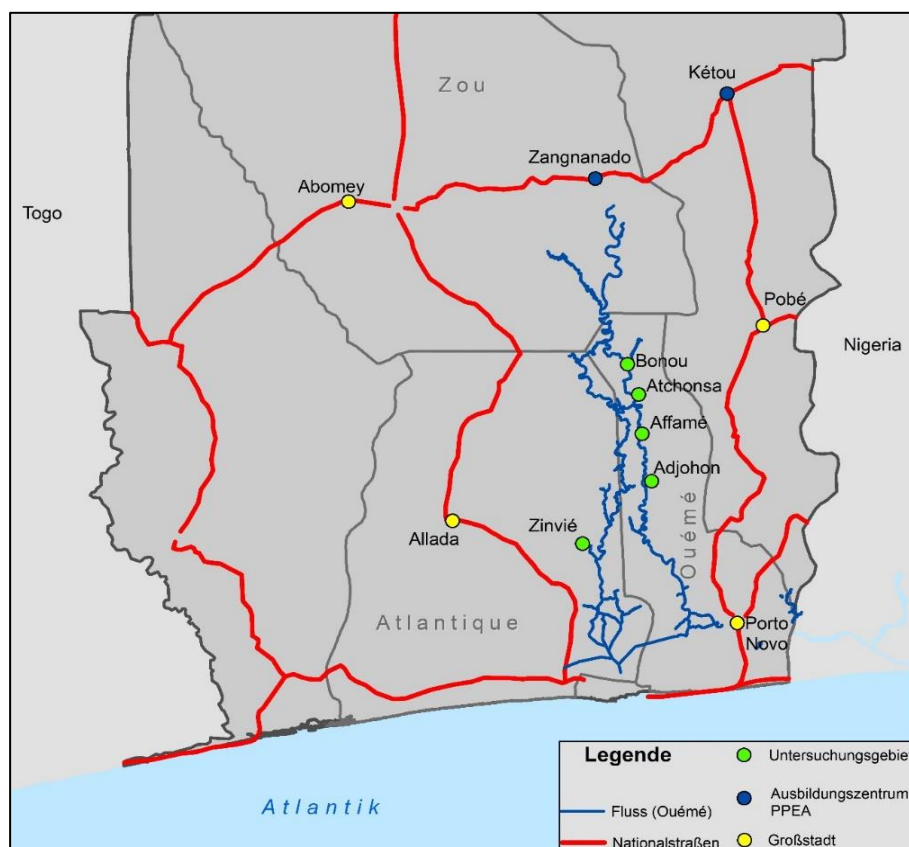 Zou
Kétou
Zangnanado
Abomey
Togo
Pobé
Nigeria
Bonou
Atchonsa
Affamé
Adjohon
Zinvié
Allada
Ouémé
Atlantique
Porto
Novo
Atlantik
Legende
Fluss (Ouémé)
Nationalstraßen
Untersuchungsgebie
Ausbildungszentrum
PPEA
Großstadt